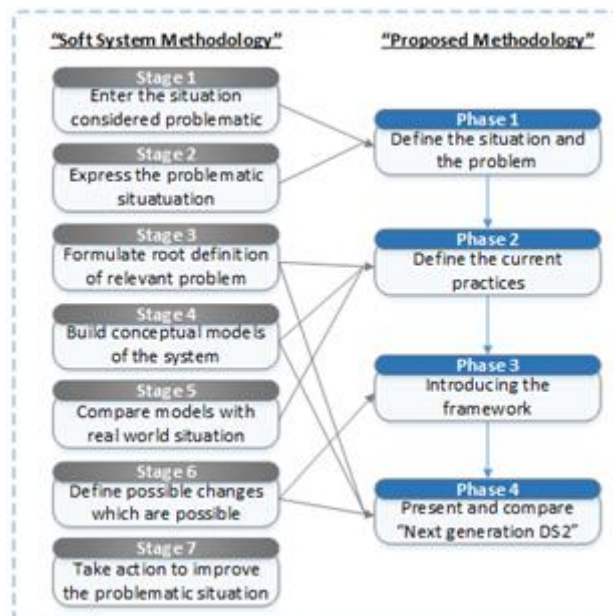 "Soft System Methodology"
Stage 1
Enter the situation
considered problematic
Stage 2
Express the problematic
situatuation
Stage 3
Formulate root definition
of relevant problem
Stage 4
Build conceptual models
of the system
Stage 5
Compare models with
real world situation
Stage 6
Define possible changes
which are possible
Stage 7
Take action to improve
the problematic situation
"Proposed Methodology"
Phase 1
Define the situation and
the problem
Phase 2
Define the current
practices
Phase 3
Introducing the
framework
Phase 4
Present and compare
"Next generation DS2"